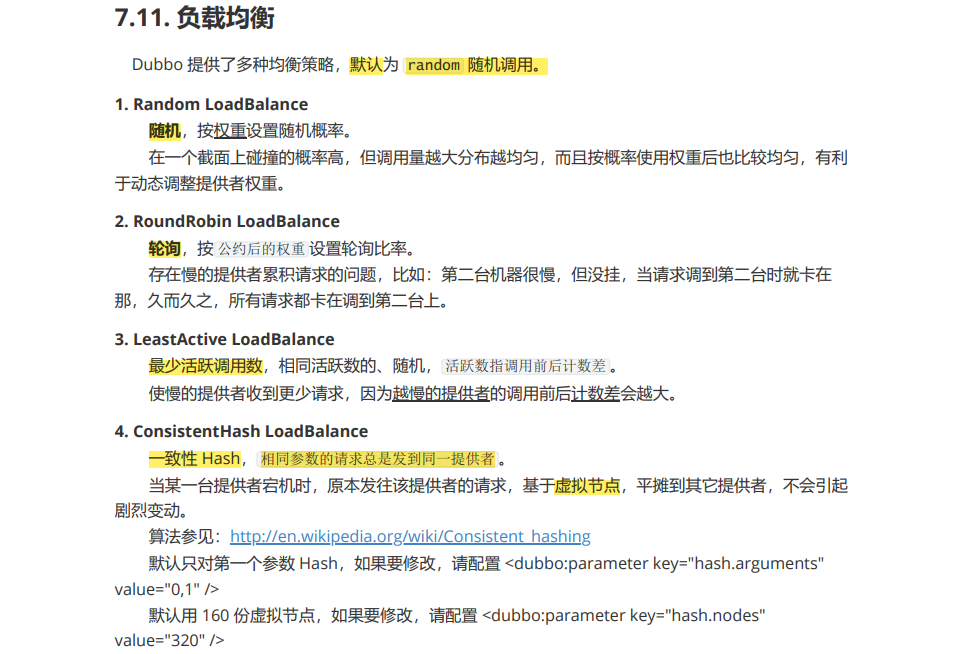 7.11. 负载均衡
Dubbo 提供了多种均衡策略，默认为 random 随机调用。
1. Random LoadBalance
随机，按权重设置随机概率。
在一个截面上碰撞的概率高，但调用量越大分布越均匀，而且按概率使用权重后也比较均匀，有利
于动态调整提供者权重。
2. RoundRobin LoadBalance
轮询，按 公约后的权重 设置轮询比率。
存在慢的提供者累积请求的问题，比如：第二台机器很慢，但没挂，当请求调到第二台时就卡在
那，久而久之，所有请求都卡在调到第二台上。
3. LeastActive LoadBalance
最少活跃调用数，相同活跃数的、随机，活跃数指调用前后计数差 。
使慢的提供者收到更少请求，因为越慢的提供者的调用前后计数差会越大。
4. ConsistentHash LoadBalance
一致性 Hash， 相同参数的请求总是发到同一提供者 。
当某一台提供者宕机时，原本发往该提供者的请求，基于虚拟节点，平摊到其它提供者，不会引起
剧烈变动。
算法参见：http://en.wikipedia.org/wiki/Consistent_hashing
默认只对第一个参数 Hash，如果要修改，请配置 <dubbo:parameter key="hash.arguments"
value="0,1" />
默认用 160 份虚拟节点，如果要修改，请配置 <dubbo:parameter key="hash.nodes"
value="320" />